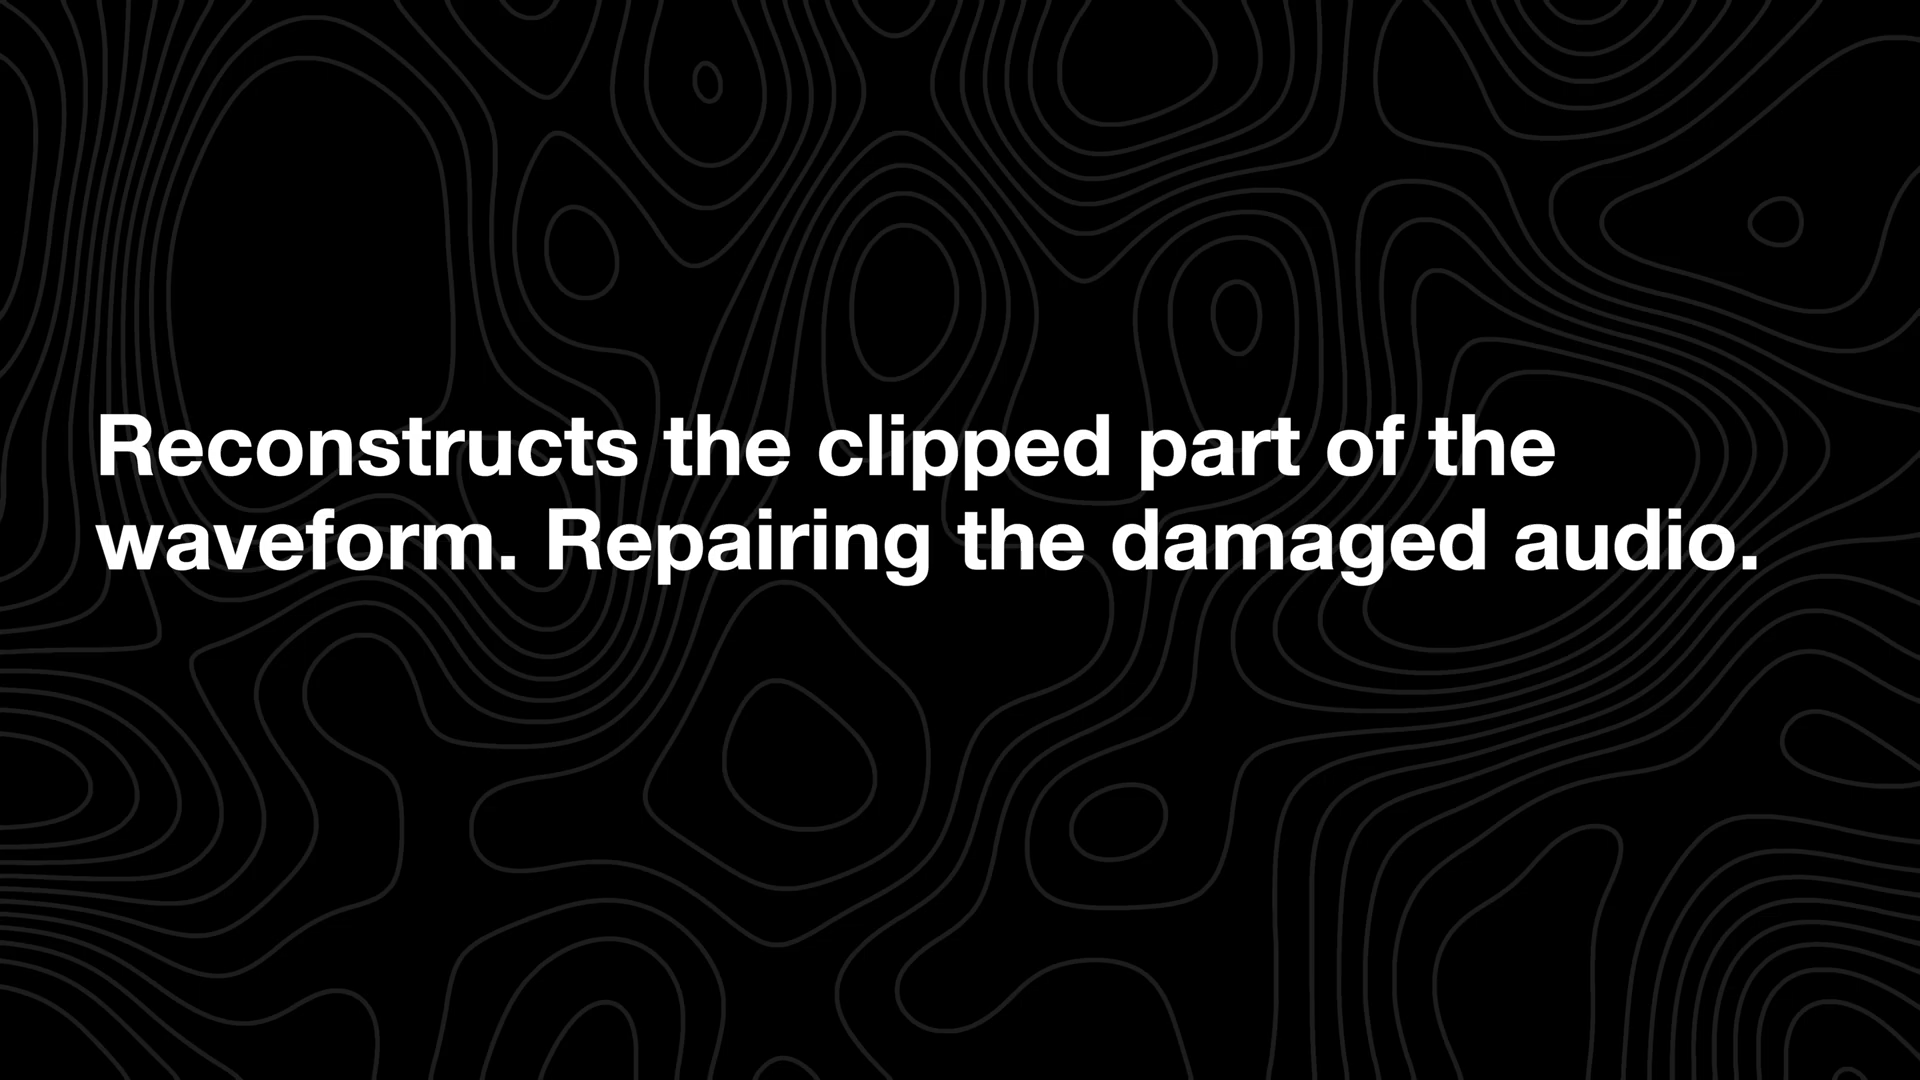 Reconstructs the clipped part of the
waveform. Repairing the damaged audio.